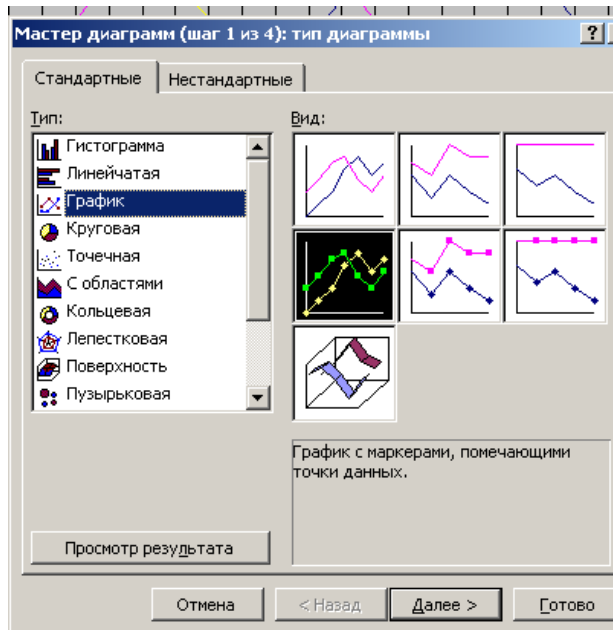 Мастер диаграмм (шаг 1 из 4): тип диаграммы
Стандартные
Нестандартные
Тип:
Гистограмма
Линейчатая
График
Круговая
Точечная
С областями
Кольцевая
Лепестковая
Поверхность
Пузырьковая
Вид:
График с маркерами, помечающими
точки данных.
Просмотр результата
Отмена
< Назад
Далее >
Готово